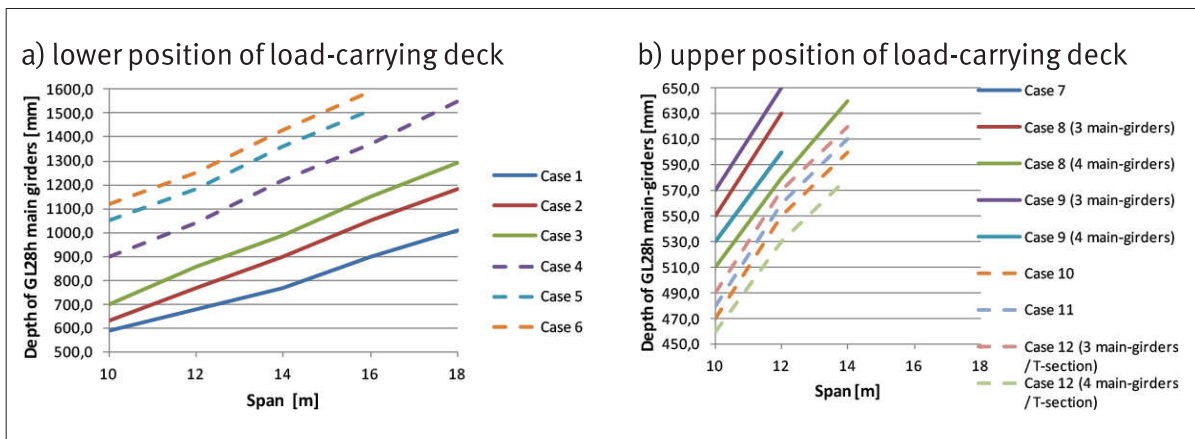 a) lower position of load-carrying deck
Depth of GL28h main girders [mm]
1600,0
1500,0
1400,0
1300,0
1200,0
1100,0
1000,0
900,0
800,0
700,0
600,0
500,0
10 12 14 16 18
Span [m]
Case 1
Case 2
Case 3
Case 4
Case 5
Case 6
b) upper position of load-carrying deck
Depth of GL28h main-girders [mm]
650,0
630,0
610,0
590,0
570,0
550,0
530,0
510,0
490,0
470,0
450,0
10 12 14 16 18
Span [m]
Case 7
Case 8 (3 main-girders)
Case 8 (4 main-girders)
Case 9 (3 main-girders)
Case 9 (4 main-girders)
Case 10
Case 11
Case 12 (3 main-girders
/T-section)
Case 12 (4 main-girders
/T-section)